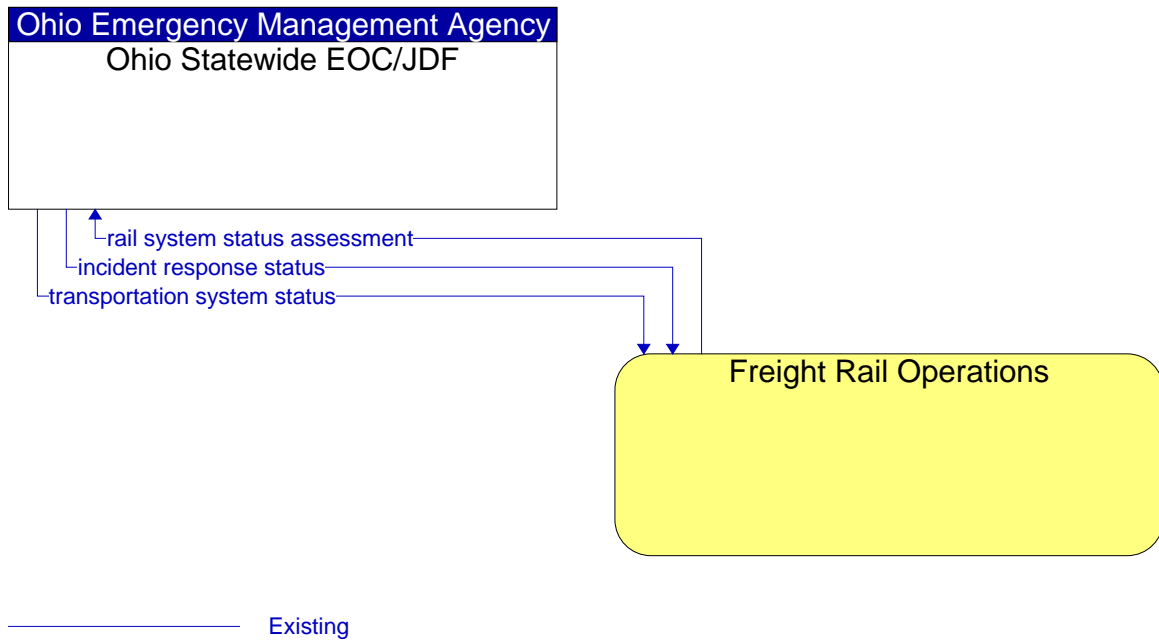 Ohio Emergency Management Agency
Ohio Statewide EOC/JDF
rail system status assessment
incident response status
transportation system status
Freight Rail Operations
Existing